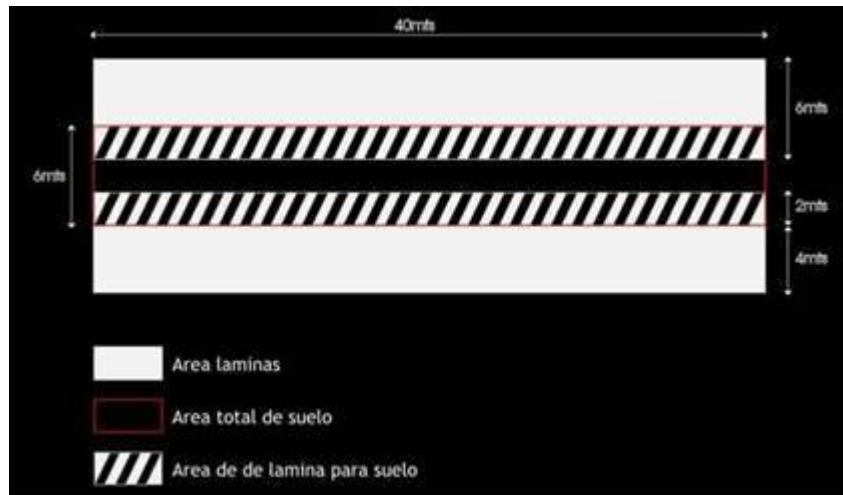 40mts
6mts
6mts
2mts
4mts
Area laminas
Area total de suelo
Area de de lamina para suelo